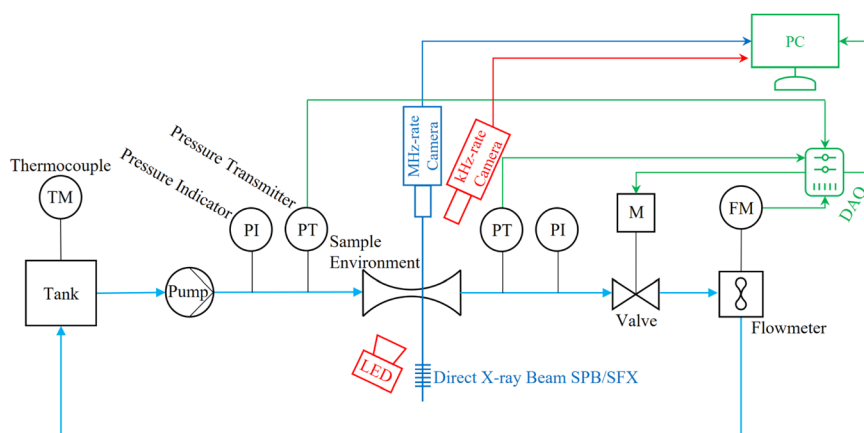 PC
MHz-rate
Camera
kHz-rate
Camera
Thermocouple
Pressure Indicator
Pressure Transmitter
TM
PI
PT
Sample
Environment
PT
PI
M
FM
DAQ
Tank
Pump
Valve
Flowmeter
LED
Direct X-ray Beam SPB/SFX